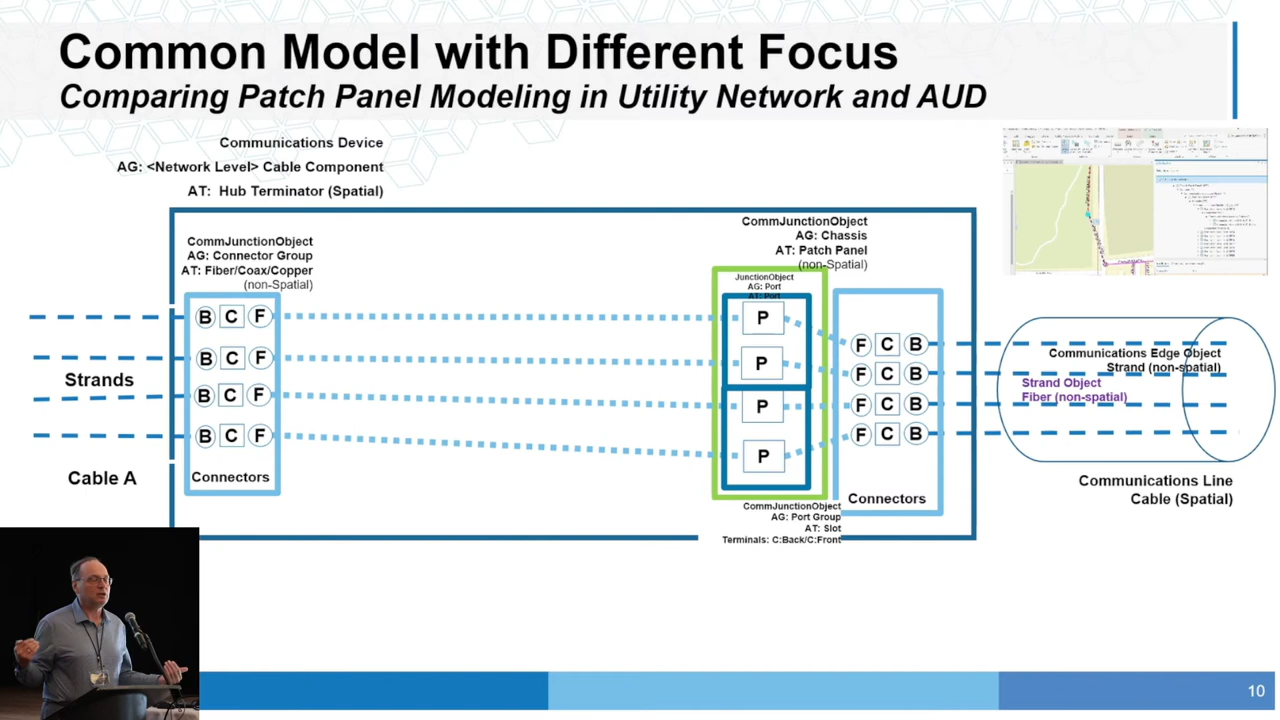 Common Model with Different Focus
Comparing Patch Panel Modeling in Utility Network and AUD
Communications Device
AG: <Network Level> Cable Component
AT: Hub Terminator (Spatial)
CommJunctionObject
AG: Connector Group
AT: Fiber/Coax/Copper
(non-Spatial)
CommJunctionObject
AG: Chassis
AT: Patch Panel
(non-Spatial)
JunctionObject
AG: Port
AT: Port
B C F
B C F
B C F
B C F
Connectors
P
P
P
P
F C B
F C B
F C B
F C B
Connectors
Strands
Cable A
Communications Edge Object
Strand (non-spatial)
Strand Object
Fiber (non-spatial)
Communications Line
Cable (Spatial)
CommJunctionObject
AG: Port Group
AT: Slot
Terminals: C:Back/C:Front
10